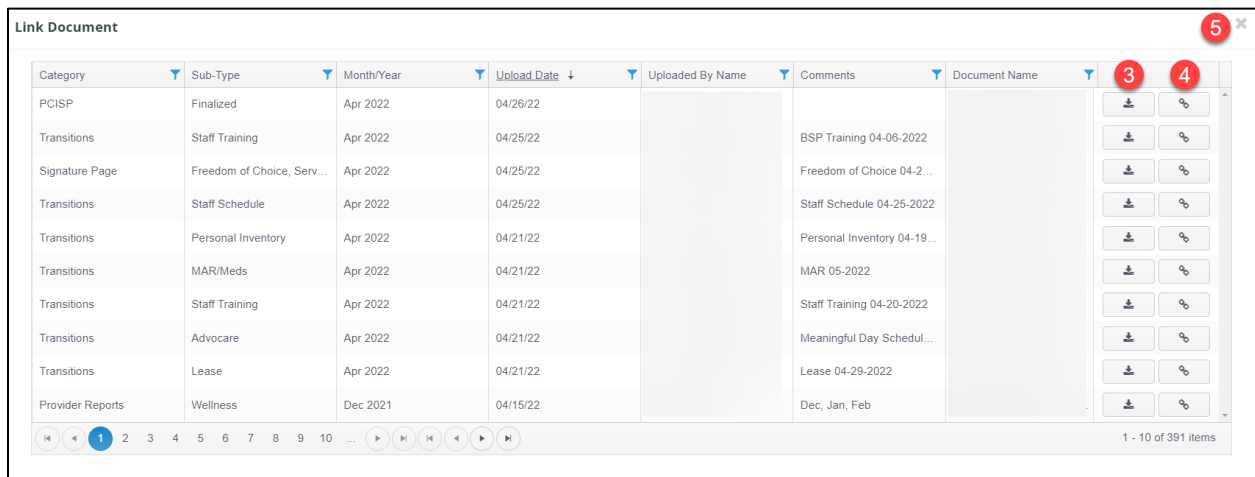 Link Document 5
Category Sub-Type Month/Year Upload Date Uploaded By Name Comments Document Name 3 4
PCISP Finalized Apr 2022 04/26/22
Transitions Staff Training Apr 2022 04/25/22 BSP Training 04-06-2022
Signature Page Freedom of Choice, Serv... Apr 2022 04/25/22 Freedom of Choice 04-2...
Transitions Staff Schedule Apr 2022 04/25/22 Staff Schedule 04-25-2022
Transitions Personal Inventory Apr 2022 04/21/22 Personal Inventory 04-19...
Transitions MAR/Meds Apr 2022 04/21/22 MAR 05-2022
Transitions Staff Training Apr 2022 04/21/22 Staff Training 04-20-2022
Transitions Advocare Apr 2022 04/21/22 Meaningful Day Schedul...
Transitions Lease Apr 2022 04/21/22 Lease 04-29-2022
Provider Reports Wellness Dec 2021 04/15/22 Dec, Jan, Feb
1 2 3 4 5 6 7 8 9 10 ... 1 - 10 of 391 items